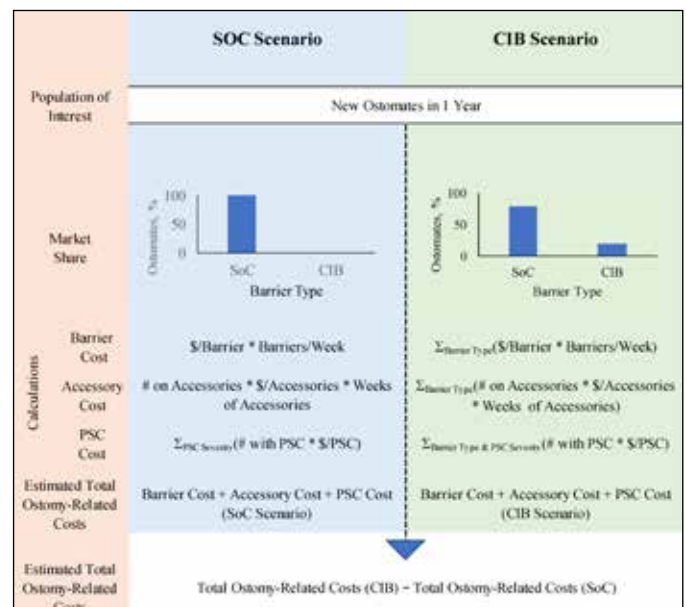 SOC Scenario
CIB Scenario
Population of
Interest
New Ostomates in 1 Year
Market
Share
Ostomates, %
100
50
0
SoC
CIB
Barrier Type
Ostomates, %
100
50
0
SoC
CIB
Barrier Type
Calculations
Barrier
Cost
$/Barrier * Barriers/Week
ΣBarrier Type($/Barrier * Barriers/Week)
Accessory
Cost
# on Accessories * $/Accessories * Weeks
of Accessories
ΣBarrier Type(# on Accessories * $/Accessories
* Weeks of Accessories)
PSC
Cost
ΣPSC Severity(# with PSC * $/PSC)
ΣBarrier Type & PSC Severity(# with PSC * $/PSC)
Estimated Total
Ostomy-Related
Costs
Barrier Cost + Accessory Cost + PSC Cost
(SoC Scenario)
Barrier Cost + Accessory Cost + PSC Cost
(CIB Scenario)
Estimated Total
Ostomy-Related
Costs
Total Ostomy-Related Costs (CIB) − Total Ostomy-Related Costs (SoC)